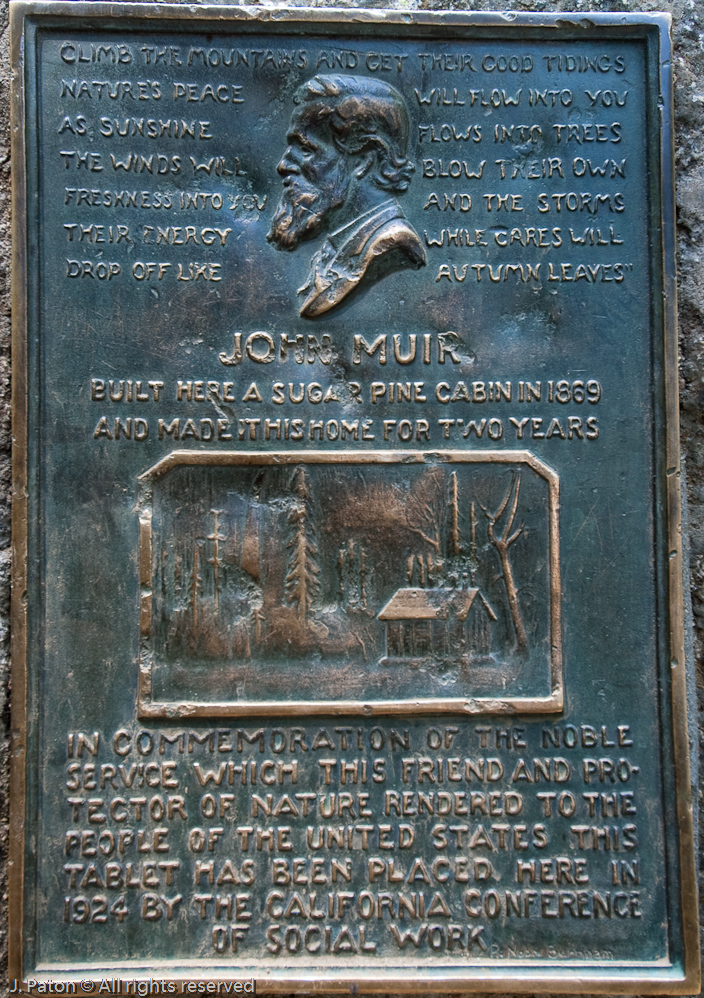 CLIMB THE MOUNTAINS AND GET THEIR GOOD TIDINGS
NATURE'S PEACE WILL FLOW INTO YOU
AS SUNSHINE FLOWS INTO TREES
THE WINDS WILL BLOW THEIR OWN
FRESHNESS INTO YOU AND THE STORMS
THEIR ENERGY WHILE CARES WILL
DROP OFF LIKE AUTUMN LEAVES"
JOHN MUIR
BUILT HERE A SUGAR PINE CABIN IN 1869
AND MADE IT HIS HOME FOR TWO YEARS
IN COMMEMORATION OF THE NOBLE
SERVICE WHICH THIS FRIEND AND PRO-
TECTOR OF NATURE RENDERED TO THE
PEOPLE OF THE UNITED STATES THIS
TABLET HAS BEEN PLACED HERE IN
1924 BY THE CALIFORNIA CONFERENCE
OF SOCIAL WORK
Burnham
J. Paton © All rights reserved